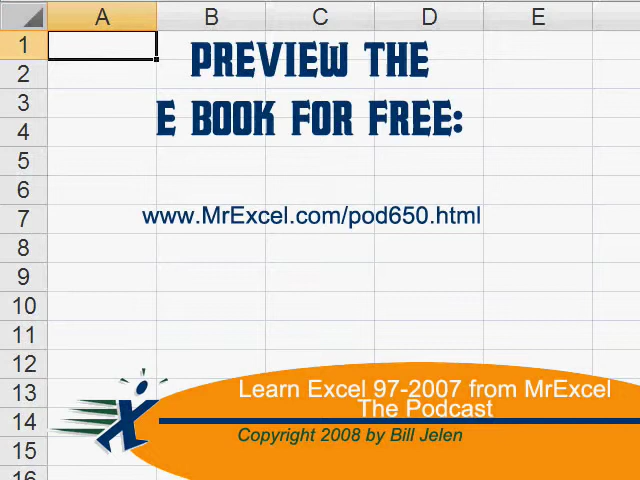 A B C D E
1
PREVIEW THE
2
3
E BOOK FOR FREE:
4
5
6
7
www.MrExcel.com/pod650.html
8
9
10
11
12
13
Learn Excel 97-2007 from MrExcel
The Podcast
14
X
Copyright 2008 by Bill Jelen
15
16